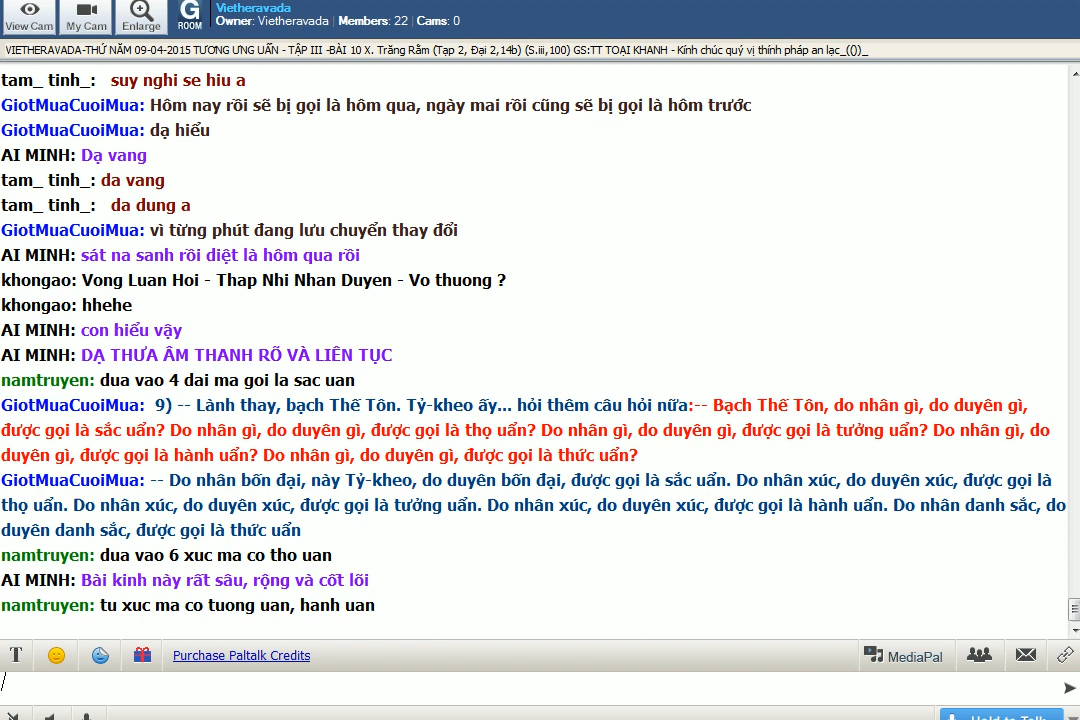 Vietheravada
Owner: Vietheravada | Members: 22 | Cams: 0
View Cam My Cam Enlarge G ROOM
VIETHERAVADA-THỨ NĂM 09-04-2015 TƯƠNG ƯNG UẨN - TẬP III -BÀI 10 X. Trăng Rằm (Tạp 2, Đại 2,14b) (S.iii,100) GS:TT TOẠI KHANH - Kính chúc quý vị thính pháp an lạc_(())_
tam_ tinh_: suy nghi se hiu a
GiotMuaCuoiMua: Hôm nay rồi sẽ bị gọi là hôm qua, ngày mai rồi cũng sẽ bị gọi là hôm trước
GiotMuaCuoiMua: dạ hiểu
AI MINH: Dạ vang
tam_ tinh_: da vang
tam_ tinh_: da dung a
GiotMuaCuoiMua: vì từng phút đang lưu chuyển thay đổi
AI MINH: sát na sanh rồi diệt là hôm qua rồi
khongao: Vong Luan Hoi - Thap Nhi Nhan Duyen - Vo thuong ?
khongao: hhehe
AI MINH: con hiểu vậy
AI MINH: DẠ THƯA ÂM THANH RÕ VÀ LIÊN TỤC
namtruyen: dua vao 4 dai ma goi la sac uan
GiotMuaCuoiMua: 9) -- Lành thay, bạch Thế Tôn. Tỷ-kheo ấy... hỏi thêm câu hỏi nữa:-- Bạch Thế Tôn, do nhân gì, do duyên gì,
được gọi là sắc uẩn? Do nhân gì, do duyên gì, được gọi là thọ uẩn? Do nhân gì, do duyên gì, được gọi là tưởng uẩn? Do nhân gì, do
duyên gì, được gọi là hành uẩn? Do nhân gì, do duyên gì, được gọi là thức uẩn?
GiotMuaCuoiMua: -- Do nhân bốn đại, này Tỷ-kheo, do duyên bốn đại, được gọi là sắc uẩn. Do nhân xúc, do duyên xúc, được gọi là
thọ uẩn. Do nhân xúc, do duyên xúc, được gọi là tưởng uẩn. Do nhân xúc, do duyên xúc, được gọi là hành uẩn. Do nhân danh sắc, do
duyên danh sắc, được gọi là thức uẩn
namtruyen: dua vao 6 xuc ma co tho uan
AI MINH: Bài kinh này rất sâu, rộng và cốt lõi
namtruyen: tu xuc ma co tuong uan, hanh uan
T Purchase Paltalk Credits MediaPal
/
Hold to Talk